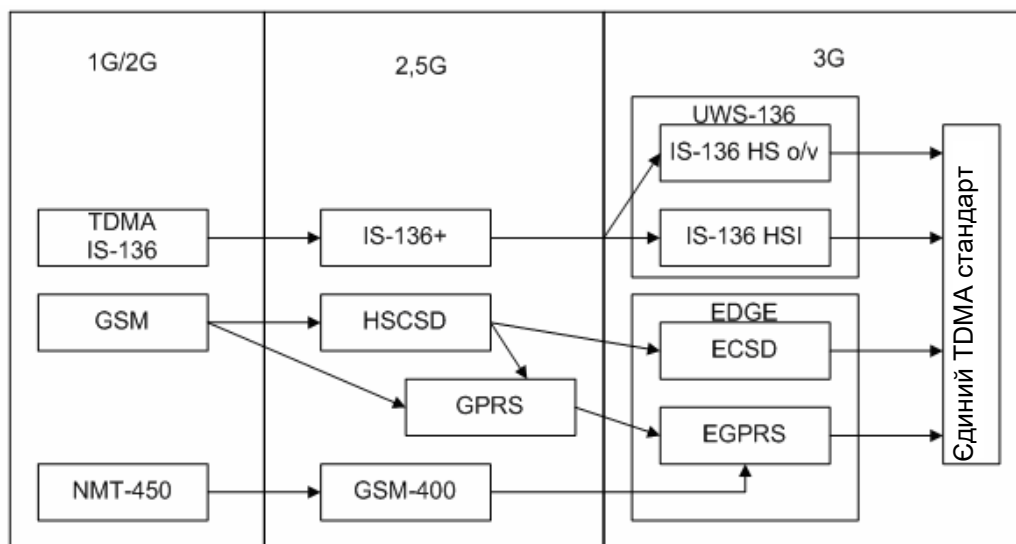 1G/2G
2,5G
3G
UWS-136
IS-136 HS o/v
TDMA
IS-136
IS-136+
IS-136 HSI
GSM
HSCSD
EDGE
ECSD
GPRS
EGPRS
NMT-450
GSM-400
Єдиний TDMA стандарт